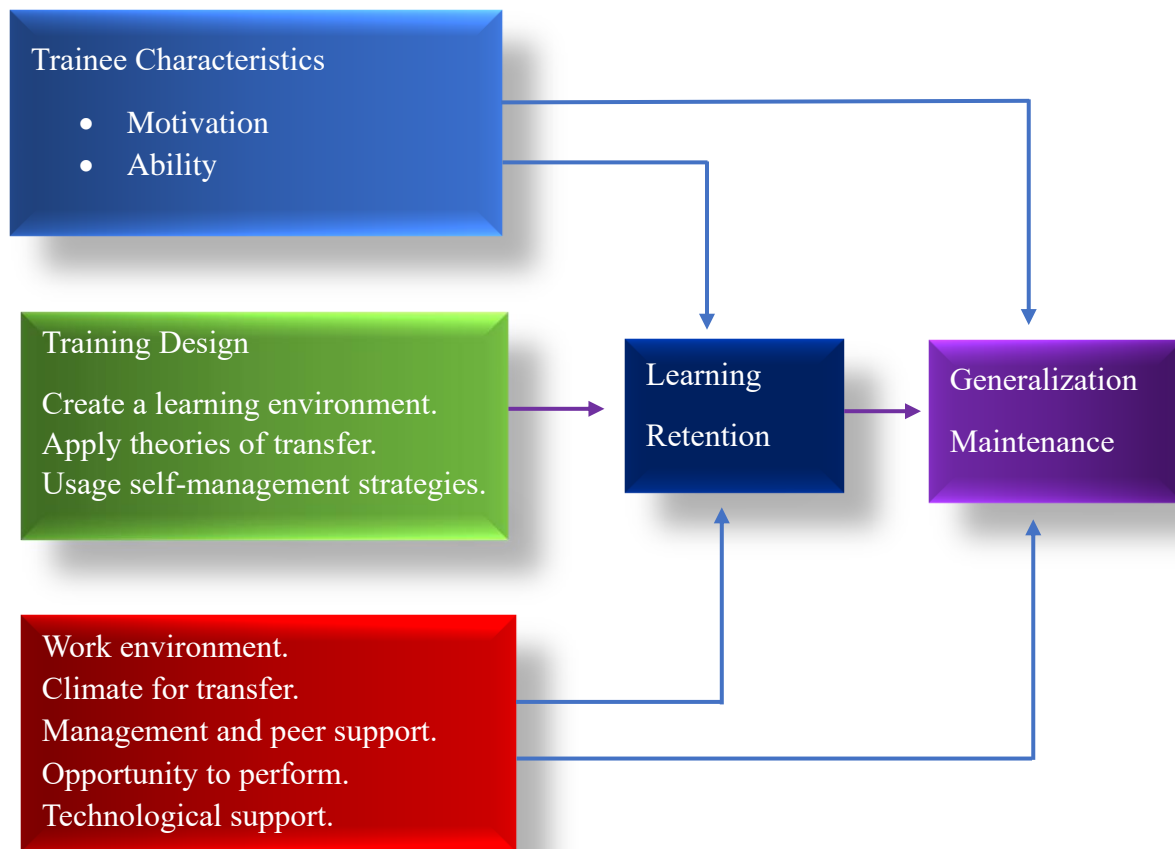 Trainee Characteristics
• Motivation
• Ability
Training Design
Create a learning environment.
Apply theories of transfer.
Usage self-management strategies.
Learning
Retention
Generalization
Maintenance
Work environment.
Climate for transfer.
Management and peer support.
Opportunity to perform.
Technological support.